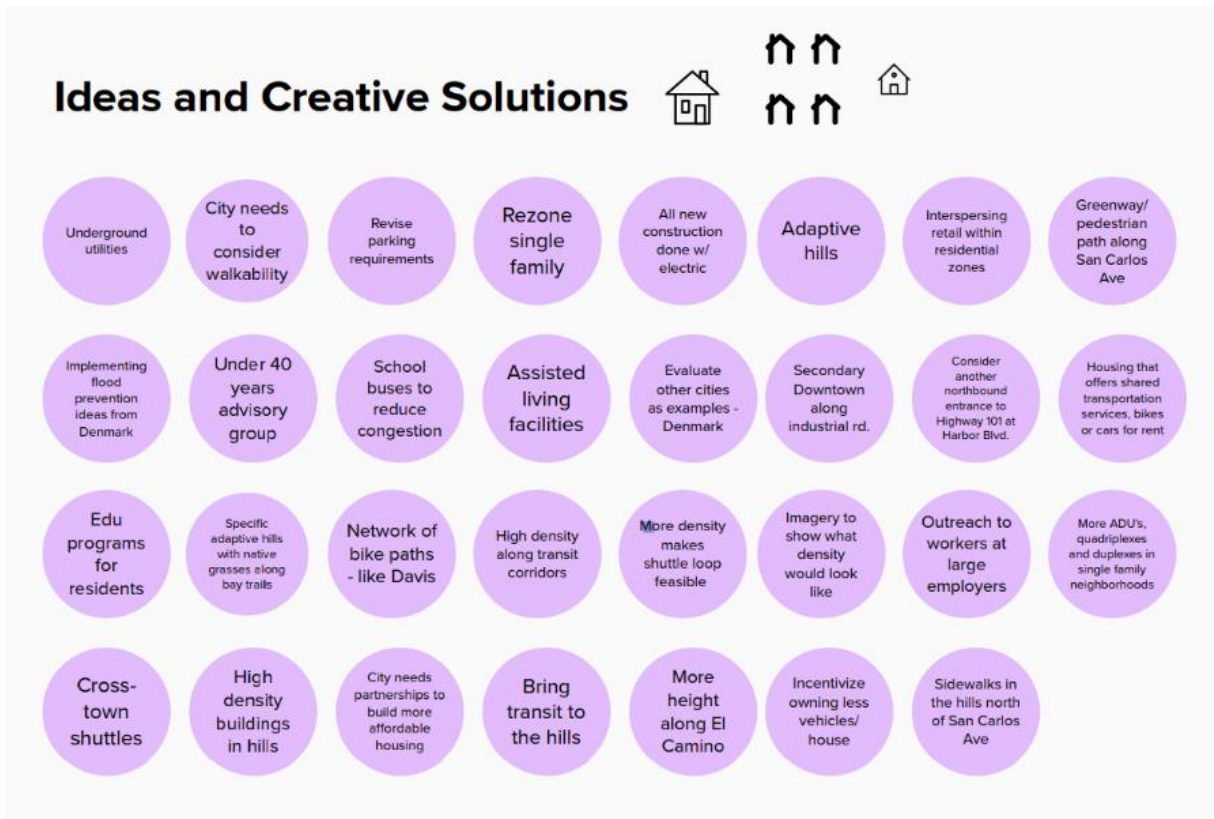 Ideas and Creative Solutions
Underground
utilities
City needs
to
consider
walkability
Revise
parking
requirements
Rezone
single
family
All new
construction
done w/
electric
Adaptive
hills
Interspersing
retail within
residential
zones
Greenway/
pedestrian
path along
San Carlos
Ave
Implementing
flood
prevention
ideas from
Denmark
Under 40
years
advisory
group
School
buses to
reduce
congestion
Assisted
living
facilities
Evaluate
other cities
as examples -
Denmark
Secondary
Downtown
along
industrial rd.
Consider
another
northbound
entrance to
Highway 101 at
Harbor Blvd.
Housing that
offers shared
transportation
services, bikes
or cars for rent
Edu
programs
for
residents
Specific
adaptive hills
with native
grasses along
bay trails
Network of
bike paths
- like Davis
High density
along transit
corridors
More density
makes
shuttle loop
feasible
Imagery to
show what
density
would look
like
Outreach to
workers at
large
employers
More ADU's,
quadriplexes
and duplexes in
single family
neighborhoods
Cross-
town
shuttles
High
density
buildings
in hills
City needs
partnerships to
build more
affordable
housing
Bring
transit to
the hills
More
height
along El
Camino
Incentivize
owning less
vehicles/
house
Sidewalks in
the hills north
of San Carlos
Ave